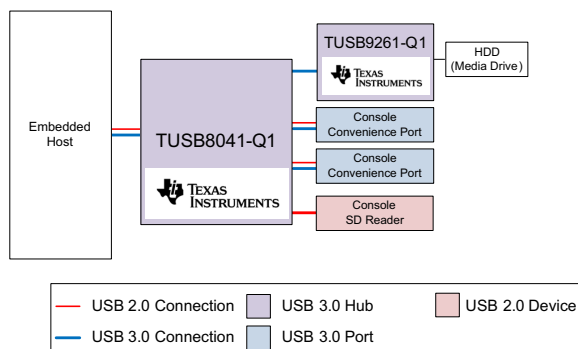 TUSB9261-Q1
TEXAS
INSTRUMENTS
HDD
(Media Drive)
Embedded
Host
TUSB8041-Q1
TEXAS
INSTRUMENTS
Console
Convenience Port
Console
Convenience Port
Console
SD Reader
USB 2.0 Connection
USB 3.0 Hub
USB 2.0 Device
USB 3.0 Connection
USB 3.0 Port